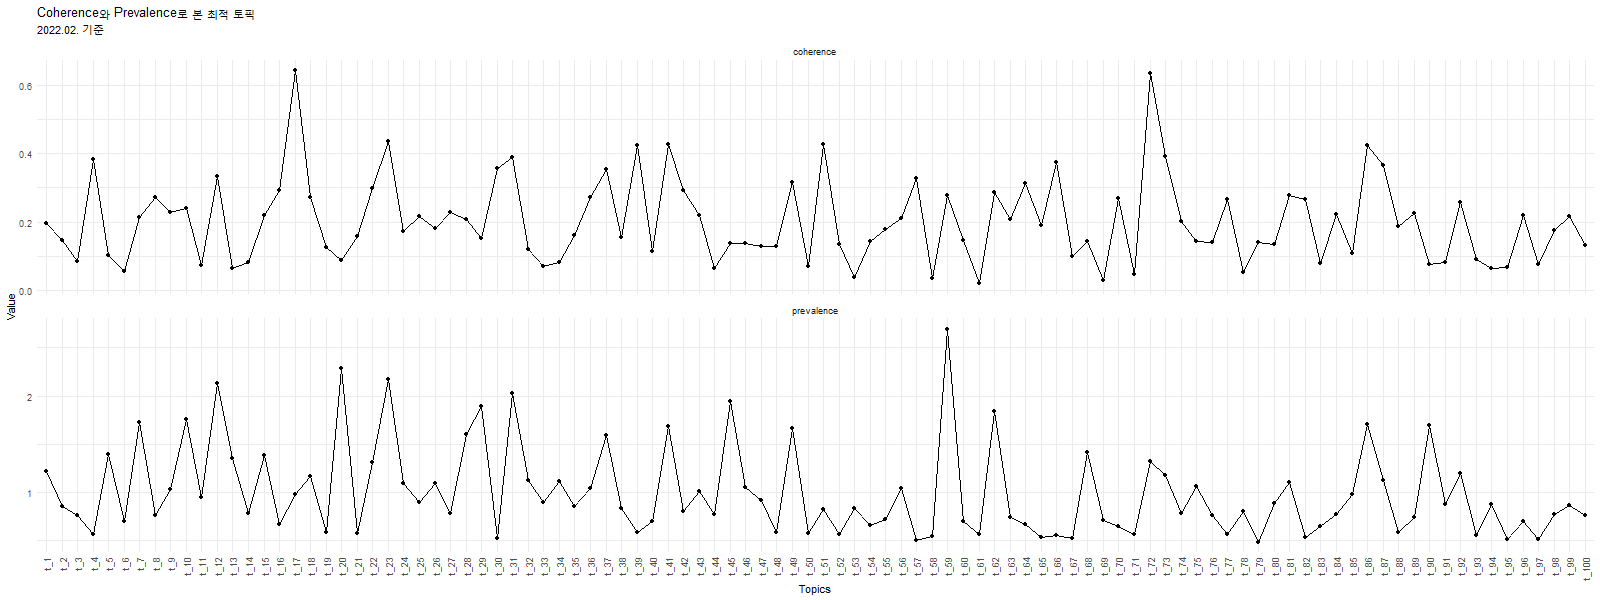 Coherence와 Prevalence로 본 최적 토픽
2022.02. 기준
coherence
0.6
0.4
0.2
0.0
Value
prevalence
2
1
t_1 t_2 t_3 t_4 t_5 t_6 t_7 t_8 t_9 t_10 t_11 t_12 t_13 t_14 t_15 t_16 t_17 t_18 t_19 t_20 t_21 t_22 t_23 t_24 t_25 t_26 t_27 t_28 t_29 t_30 t_31 t_32 t_33 t_34 t_35 t_36 t_37 t_38 t_39 t_40 t_41 t_42 t_43 t_44 t_45 t_46 t_47 t_48 t_49 t_50 t_51 t_52 t_53 t_54 t_55 t_56 t_57 t_58 t_59 t_60 t_61 t_62 t_63 t_64 t_65 t_66 t_67 t_68 t_69 t_70 t_71 t_72 t_73 t_74 t_75 t_76 t_77 t_78 t_79 t_80 t_81 t_82 t_83 t_84 t_85 t_86 t_87 t_88 t_89 t_90 t_91 t_92 t_93 t_94 t_95 t_96 t_97 t_98 t_99 t_100
Topics